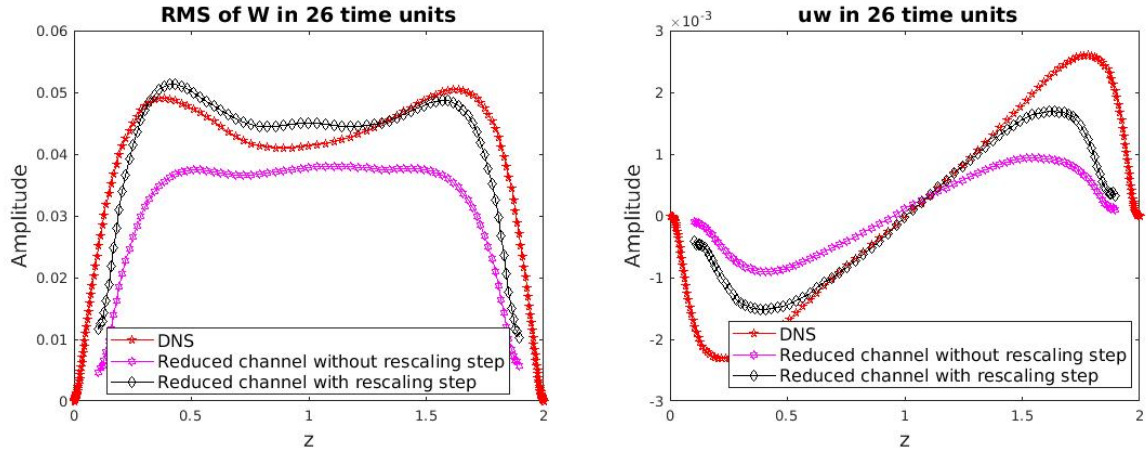 RMS of W in 26 time units
0.06
0.05
0.04
0.03
0.02
0.01
0
Amplitude
DNS
Reduced channel without rescaling step
Reduced channel with rescaling step
0 0.5 1 1.5 2
z
uw in 26 time units
×10⁻³
3
2
1
0
-1
-2
-3
Amplitude
DNS
Reduced channel without rescaling step
Reduced channel with rescaling step
0 0.5 1 1.5 2
z